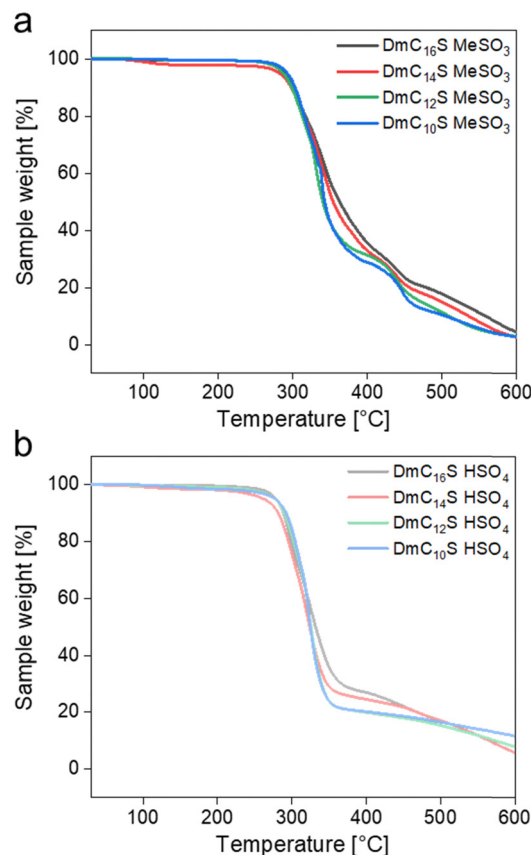 a
DmC₁₆S MeSO₃
DmC₁₄S MeSO₃
DmC₁₂S MeSO₃
DmC₁₀S MeSO₃
Sample weight [%]
100
80
60
40
20
0
100 200 300 400 500 600
Temperature [°C]
b
DmC₁₆S HSO₄
DmC₁₄S HSO₄
DmC₁₂S HSO₄
DmC₁₀S HSO₄
Sample weight [%]
100
80
60
40
20
0
100 200 300 400 500 600
Temperature [°C]